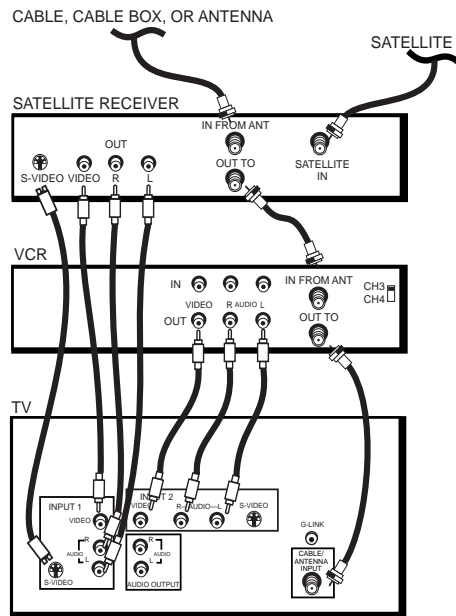 CABLE, CABLE BOX, OR ANTENNA
SATELLITE
SATELLITE RECEIVER
IN FROM ANT
OUT
S-VIDEO VIDEO R L
OUT TO
SATELLITE
IN
VCR
IN
IN FROM ANT
CH3
CH4
VIDEO R AUDIO L
OUT
OUT TO
TV
INPUT 1
VIDEO
R
AUDIO
L
S-VIDEO
INPUT 2
VIDEO R-AUDIO-L S-VIDEO
R
AUDIO
L
AUDIO OUTPUT
G-LINK
CABLE/
ANTENNA
INPUT